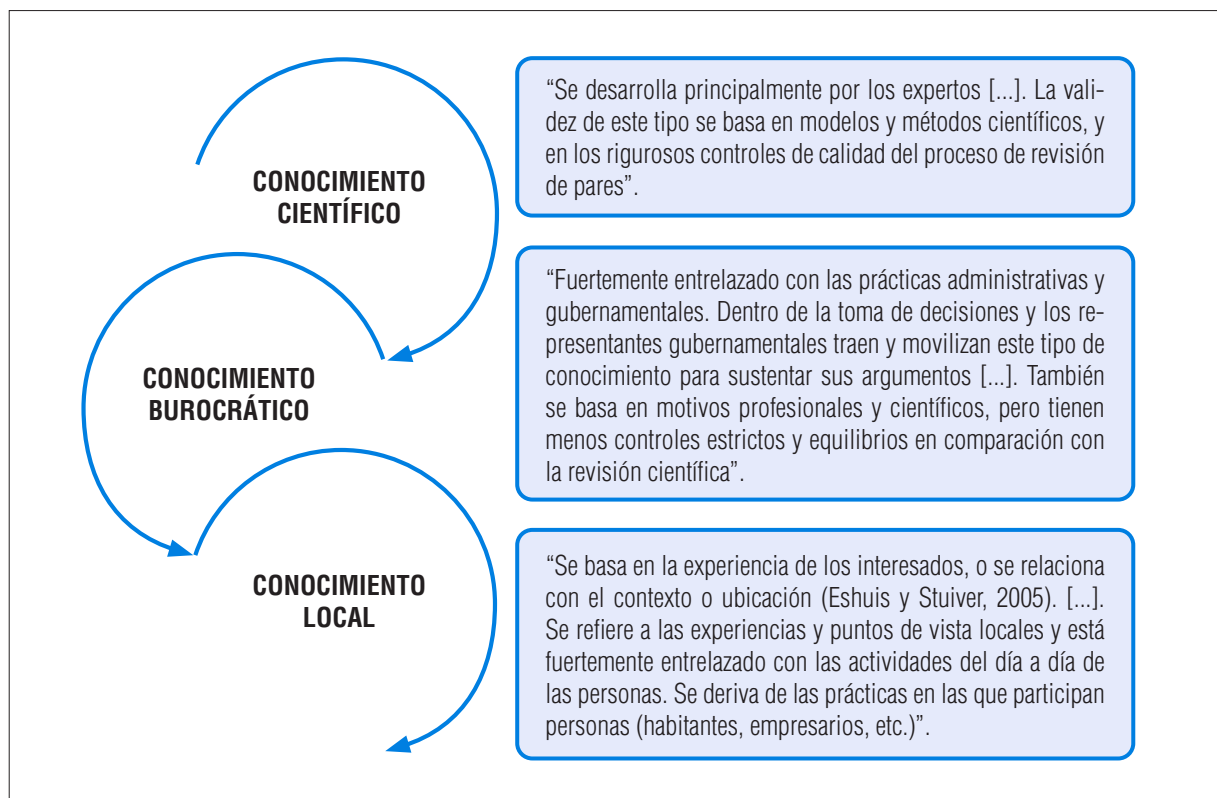 CONOCIMIENTO
CIENTÍFICO
“Se desarrolla principalmente por los expertos [...]. La vali-
dez de este tipo se basa en modelos y métodos científicos, y
en los rigurosos controles de calidad del proceso de revisión
de pares”.
CONOCIMIENTO
BUROCRÁTICO
“Fuertemente entrelazado con las prácticas administrativas y
gubernamentales. Dentro de la toma de decisiones y los re-
presentantes gubernamentales traen y movilizan este tipo de
conocimiento para sustentar sus argumentos [...]. También
se basa en motivos profesionales y científicos, pero tienen
menos controles estrictos y equilibrios en comparación con
la revisión científica”.
CONOCIMIENTO
LOCAL
“Se basa en la experiencia de los interesados, o se relaciona
con el contexto o ubicación (Eshuis y Stuiver, 2005). [...].
Se refiere a las experiencias y puntos de vista locales y está
fuertemente entrelazado con las actividades del día a día de
las personas. Se deriva de las prácticas en las que participan
personas (habitantes, empresarios, etc.)”.